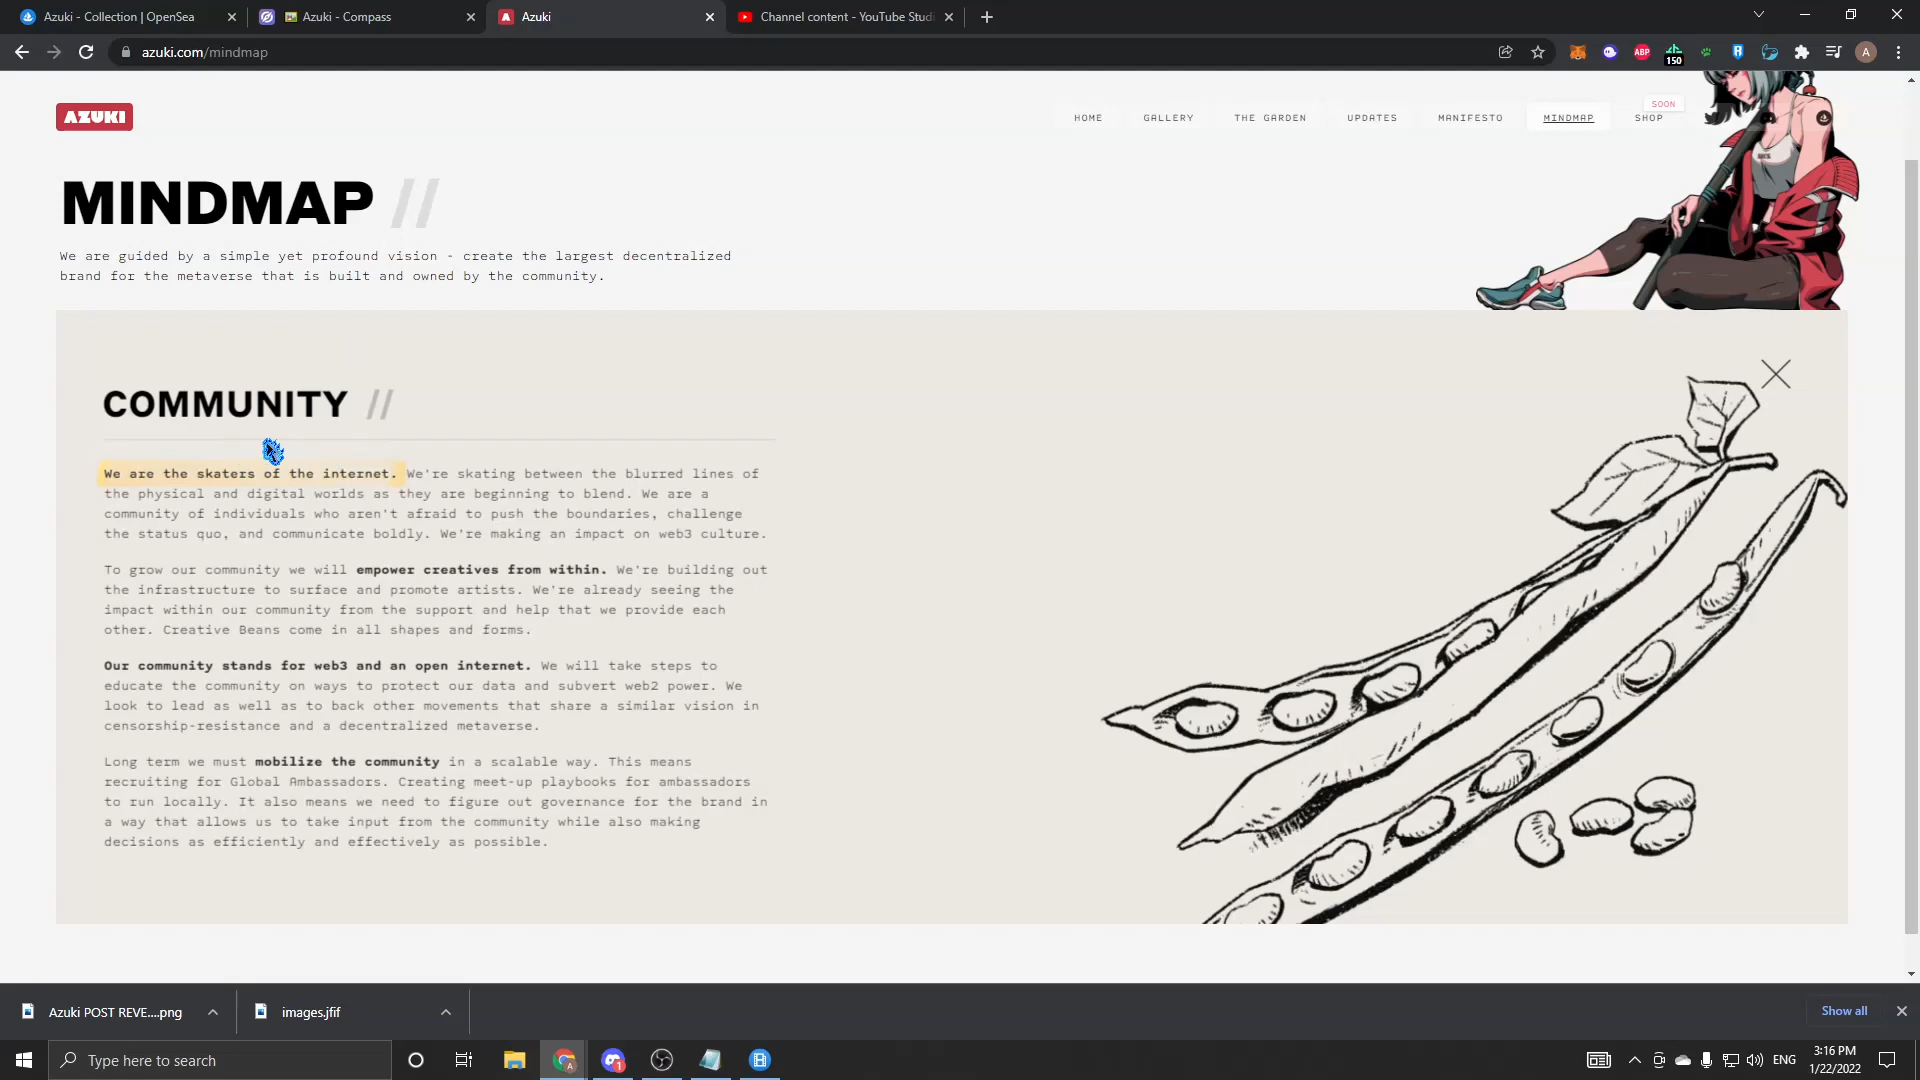 Azuki - Collection | OpenSea
Azuki - Compass
Azuki
Channel content - YouTube Studi
azuki.com/mindmap
ABP
150
A
AZUKI
HOME
GALLERY
THE GARDEN
UPDATES
MANIFESTO
MINDMAP
SOON
SHOP
MINDMAP //
We are guided by a simple yet profound vision - create the largest decentralized
brand for the metaverse that is built and owned by the community.
COMMUNITY //
We are the skaters of the internet. We're skating between the blurred lines of
the physical and digital worlds as they are beginning to blend. We are a
community of individuals who aren't afraid to push the boundaries, challenge
the status quo, and communicate boldly. We're making an impact on web3 culture.
To grow our community we will empower creatives from within. We're building out
the infrastructure to surface and promote artists. We're already seeing the
impact within our community from the support and help that we provide each
other. Creative Beans come in all shapes and forms.
Our community stands for web3 and an open internet. We will take steps to
educate the community on ways to protect our data and subvert web2 power. We
look to lead as well as to back other movements that share a similar vision in
censorship-resistance and a decentralized metaverse.
Long term we must mobilize the community in a scalable way. This means
recruiting for Global Ambassadors. Creating meet-up playbooks for ambassadors
to run locally. It also means we need to figure out governance for the brand in
a way that allows us to take input from the community while also making
decisions as efficiently and effectively as possible.
Azuki POST REVE....png
images.jfif
Show all
Type here to search
1
ENG
3:16 PM
1/22/2022